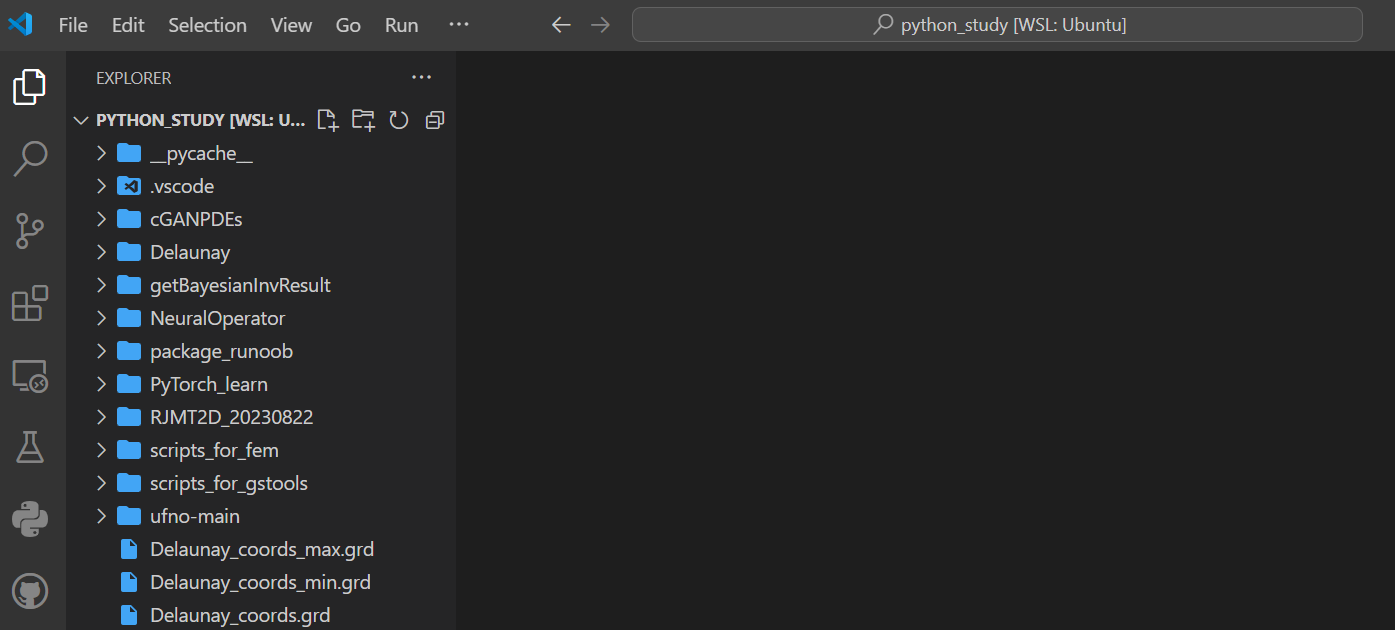 File Edit Selection View Go Run ··· python_study [WSL: Ubuntu]
EXPLORER ···
PYTHON_STUDY [WSL: U...
__pycache__
.vscode
cGANPDEs
Delaunay
getBayesianInvResult
NeuralOperator
package_runoob
PyTorch_learn
RJMT2D_20230822
scripts_for_fem
scripts_for_gstools
ufno-main
Delaunay_coords_max.grd
Delaunay_coords_min.grd
Delaunay_coords.grd